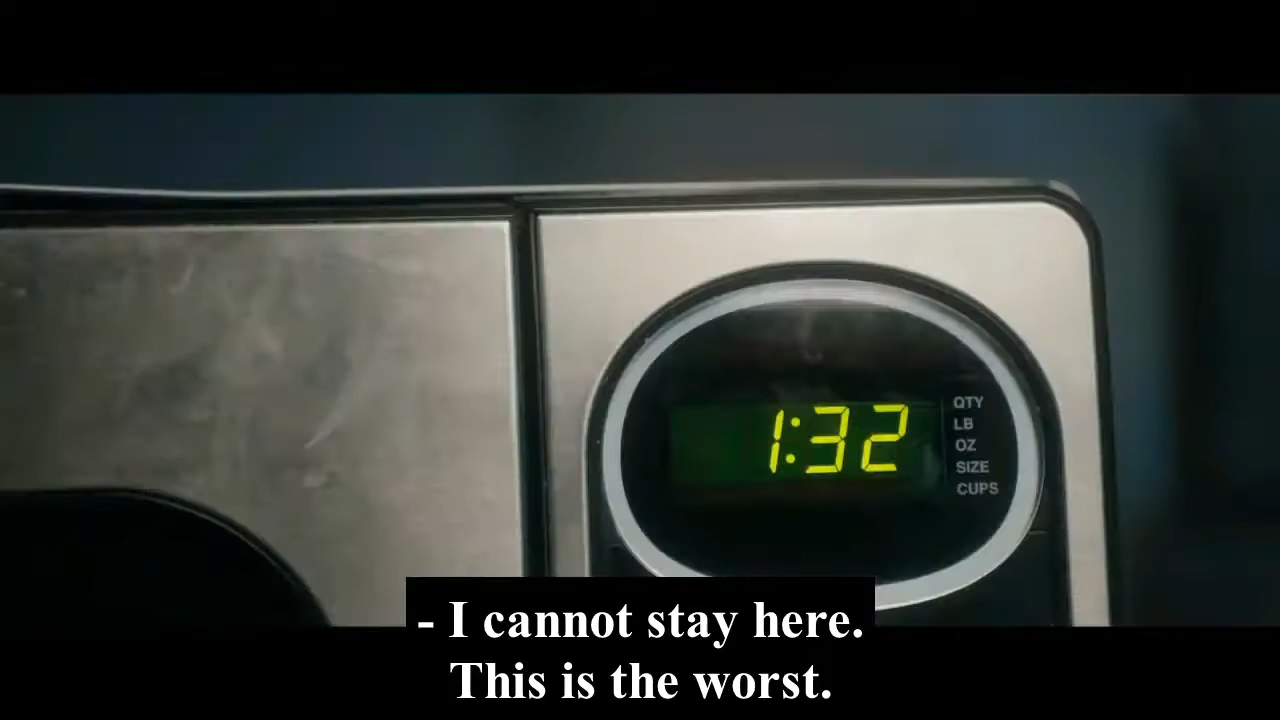 1:32
QTY
LB
OZ
SIZE
CUPS
- I cannot stay here.
This is the worst.